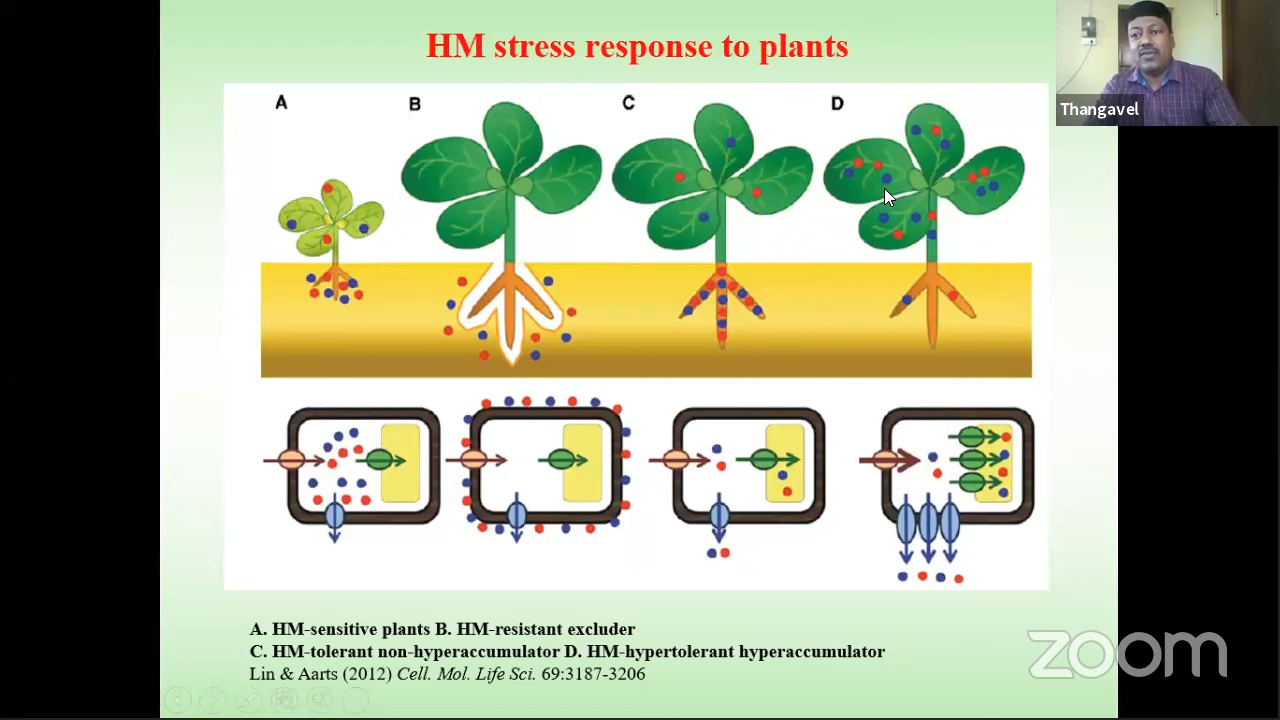 HM stress response to plants
Thangavel
A
B
C
D
A. HM-sensitive plants B. HM-resistant excluder
C. HM-tolerant non-hyperaccumulator D. HM-hypertolerant hyperaccumulator
Lin & Aarts (2012) Cell. Mol. Life Sci. 69:3187-3206
zoom